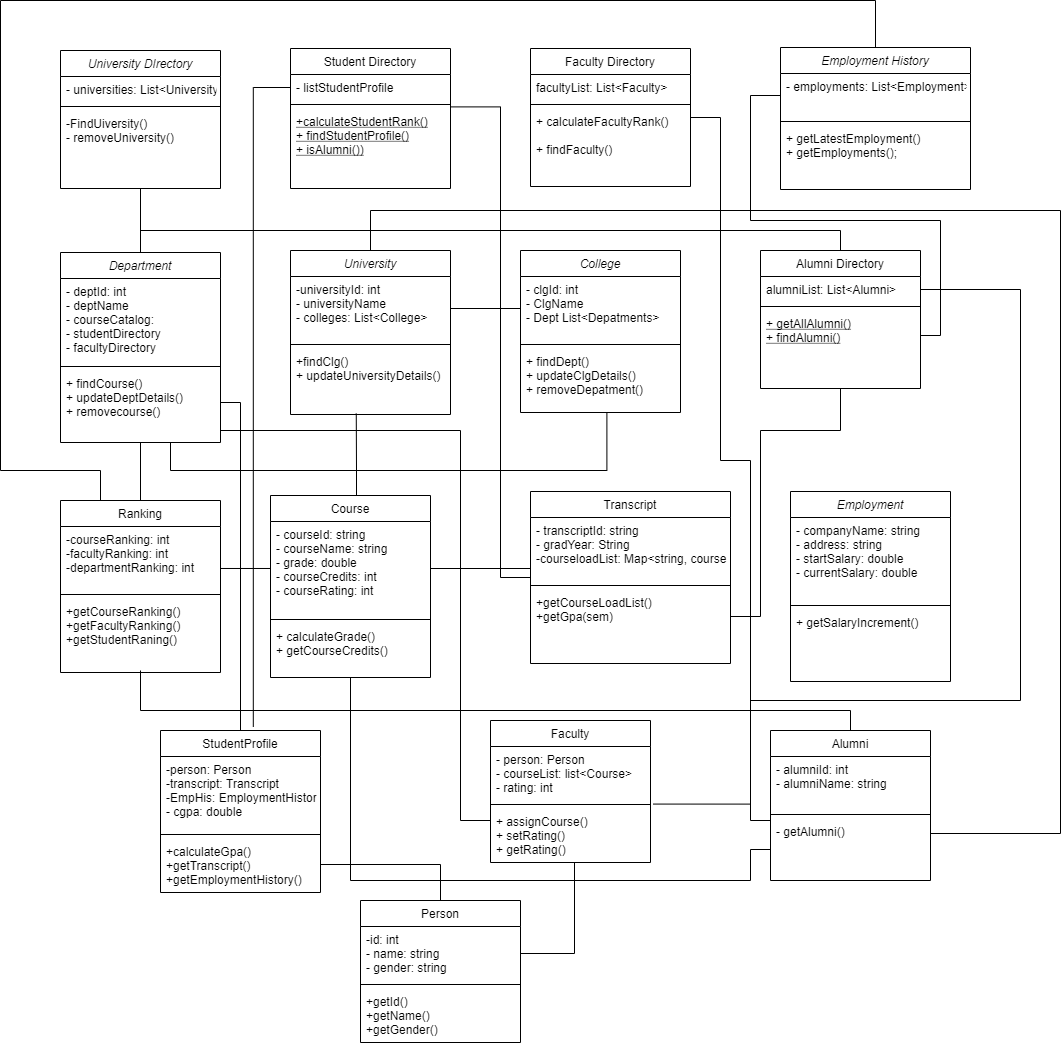 University DIrectory
- universities: List<University
-FindUiversity()
- removeUniversity()
Student Directory
- listStudentProfile
+calculateStudentRank()
+ findStudentProfile()
+ isAlumni())
Faculty Directory
facultyList: List<Faculty>
+ calculateFacultyRank()
+ findFaculty()
Employment History
- employments: List<Employment>
+ getLatestEmployment()
+ getEmployments();
Department
- deptId: int
- deptName
- courseCatalog:
- studentDirectory
- facultyDirectory
+ findCourse()
+ updateDeptDetails()
+ removecourse()
University
-universityId: int
- universityName
- colleges: List<College>
+findClg()
+ updateUniversityDetails()
College
- clgId: int
- ClgName
- Dept List<Depatments>
+ findDept()
+ updateClgDetails()
+ removeDepatment()
Alumni Directory
alumniList: List<Alumni>
+ getAllAlumni()
+ findAlumni()
Ranking
-courseRanking: int
-facultyRanking: int
-departmentRanking: int
+getCourseRanking()
+getFacultyRanking()
+getStudentRaning()
Course
- courseId: string
- courseName: string
- grade: double
- courseCredits: int
- courseRating: int
+ calculateGrade()
+ getCourseCredits()
Transcript
- transcriptId: string
- gradYear: String
-courseloadList: Map<string, course
+getCourseLoadList()
+getGpa(sem)
Employment
- companyName: string
- address: string
- startSalary: double
- currentSalary: double
+ getSalaryIncrement()
StudentProfile
-person: Person
-transcript: Transcript
-EmpHis: EmploymentHistor
- cgpa: double
+calculateGpa()
+getTranscript()
+getEmploymentHistory()
Faculty
- person: Person
- courseList: list<Course>
- rating: int
+ assignCourse()
+ setRating()
+ getRating()
Alumni
- alumniId: int
- alumniName: string
- getAlumni()
Person
-id: int
- name: string
- gender: string
+getId()
+getName()
+getGender()